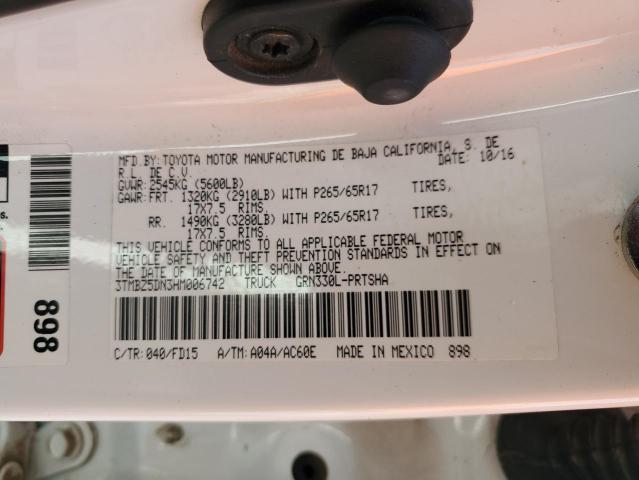 MFD.BY:TOYOTA MOTOR MANUFACTURING DE BAJA CALIFORNIA, S. DE
R.L. DE C.V. DATE: 10/16
GVWR:2545KG (5600LB)
GAWR:FRT. 1320KG (2910LB) WITH P265/65R17 TIRES,
17X7.5 RIMS
RR. 1490KG (3280LB) WITH P265/65R17 TIRES,
17X7.5 RIMS.
THIS VEHICLE CONFORMS TO ALL APPLICABLE FEDERAL MOTOR
VEHICLE SAFETY AND THEFT PREVENTION STANDARDS IN EFFECT ON
THE DATE OF MANUFACTURE SHOWN ABOVE.
3TMBZ5DN3HM006742 TRUCK GRN330L-PRTSHA
C/TR:040/FD15 A/TM:A04A/AC60E MADE IN MEXICO 898
898
s.